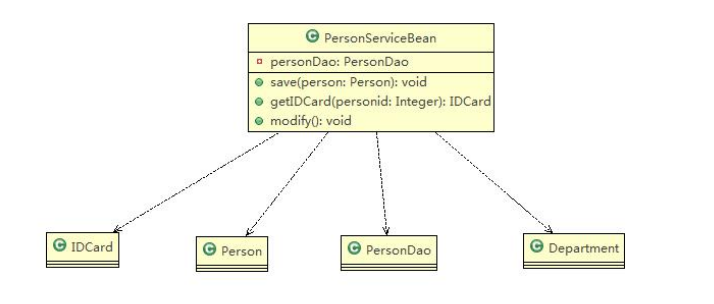 PersonServiceBean
personDao: PersonDao
save(person: Person): void
getIDCard(personid: Integer): IDCard
modify(): void
IDCard
Person
PersonDao
Department